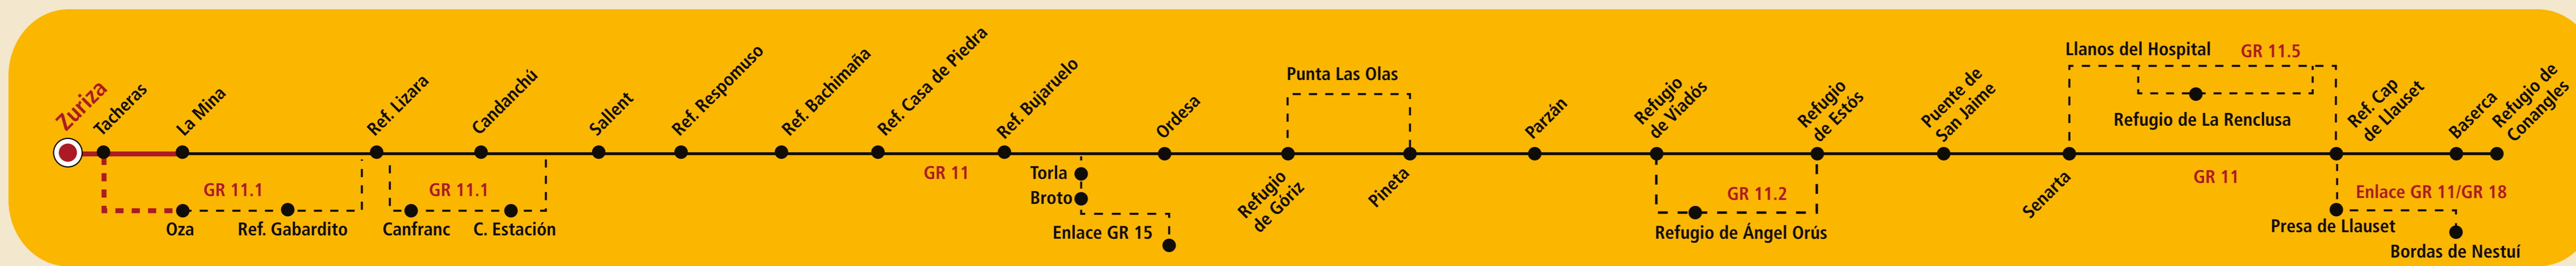 Zuriza
Tacheras
La Mina
Ref. Lizara
Candanchú
Sallent
Ref. Respomuso
Ref. Bachimaña
Ref. Casa de Piedra
Ref. Bujaruelo
Ordesa
Punta Las Olas
Parzán
Refugio
de Viadós
Refugio
de Estós
Puente de
San Jaime
Llanos del Hospital
GR 11.5
Refugio de La Renclusa
Ref. Cap
de Llauset
Baserca
Refugio de
Conangles
GR 11.1
Oza
Ref. Gabardito
GR 11.1
Canfranc
C. Estación
GR 11
Torla
Broto
Enlace GR 15
Refugio
de Góriz
Pineta
GR 11.2
Refugio de Ángel Orús
Senarta
GR 11
Enlace GR 11/GR 18
Presa de Llauset
Bordas de Nestuí